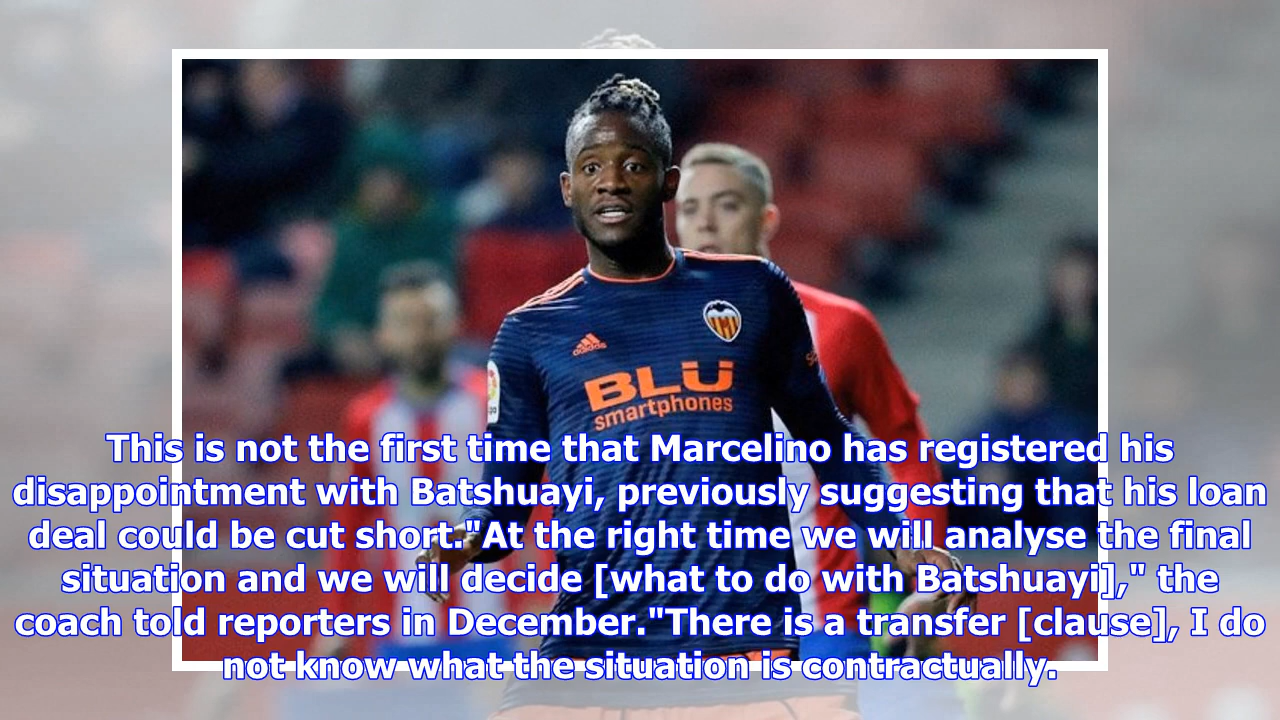 adidas
BLU
smartphones
This is not the first time that Marcelino has registered his
disappointment with Batshuayi, previously suggesting that his loan
deal could be cut short."At the right time we will analyse the final
situation and we will decide [what to do with Batshuayi]," the
coach told reporters in December."There is a transfer [clause], I do
not know what the situation is contractually.